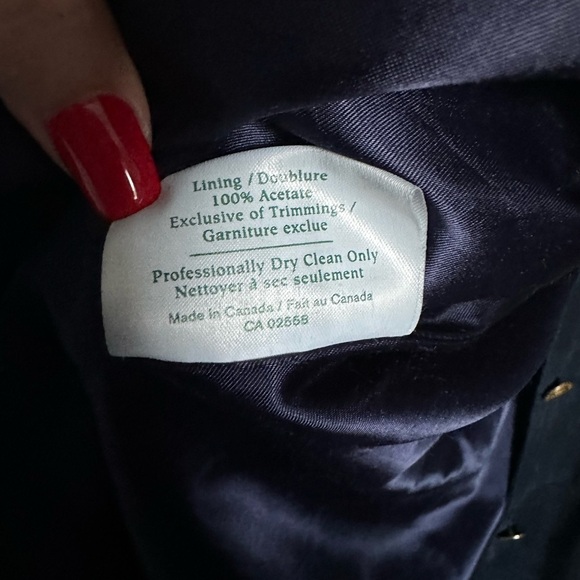 Lining / Doublure
100% Acetate
Exclusive of Trimmings /
Garniture exclue
Professionally Dry Clean Only
Nettoyer à sec seulement
Made in Canada / Fait au Canada
CA 02558